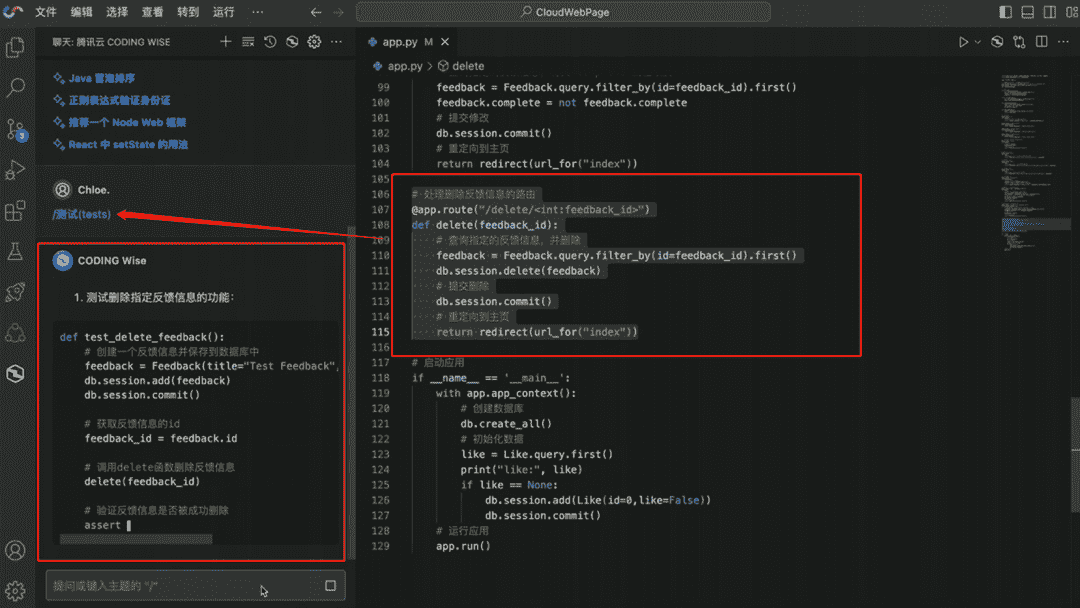 文件 编辑 选择 查看 转到 运行 ···
CloudWebPage
聊天: 腾讯云 CODING WISE
Java 冒泡排序
正则表达式验证身份证
推荐一个 Node Web 框架
React 中 setState 的用法
3
Chloe.
/测试(tests)
CODING Wise
1. 测试删除指定反馈信息的功能：
def test_delete_feedback():
# 创建一个反馈信息并保存到数据库中
feedback = Feedback(title="Test Feedback",
db.session.add(feedback)
db.session.commit()
# 获取反馈信息的id
feedback_id = feedback.id
# 调用delete函数删除反馈信息
delete(feedback_id)
# 验证反馈信息是否被成功删除
assert
提问或键入主题的 "/"
app.py M
app.py > delete
99 feedback = Feedback.query.filter_by(id=feedback_id).first()
100 feedback.complete = not feedback.complete
101 # 提交修改
102 db.session.commit()
103 # 重定向到主页
104 return redirect(url_for("index"))
105
106 # 处理删除反馈信息的路由
107 @app.route("/delete/<int:feedback_id>")
108 def delete(feedback_id):
109 # 查询指定的反馈信息，并删除
110 feedback = Feedback.query.filter_by(id=feedback_id).first()
111 db.session.delete(feedback)
112 # 提交删除
113 db.session.commit()
114 # 重定向到主页
115 return redirect(url_for("index"))
116
117 # 启动应用
118 if __name__ == '__main__':
119 with app.app_context():
120 # 创建数据库
121 db.create_all()
122 # 初始化数据
123 like = Like.query.first()
124 print("like:", like)
125 if like == None:
126 db.session.add(Like(id=0,like=False))
127 db.session.commit()
128 # 运行应用
129 app.run()